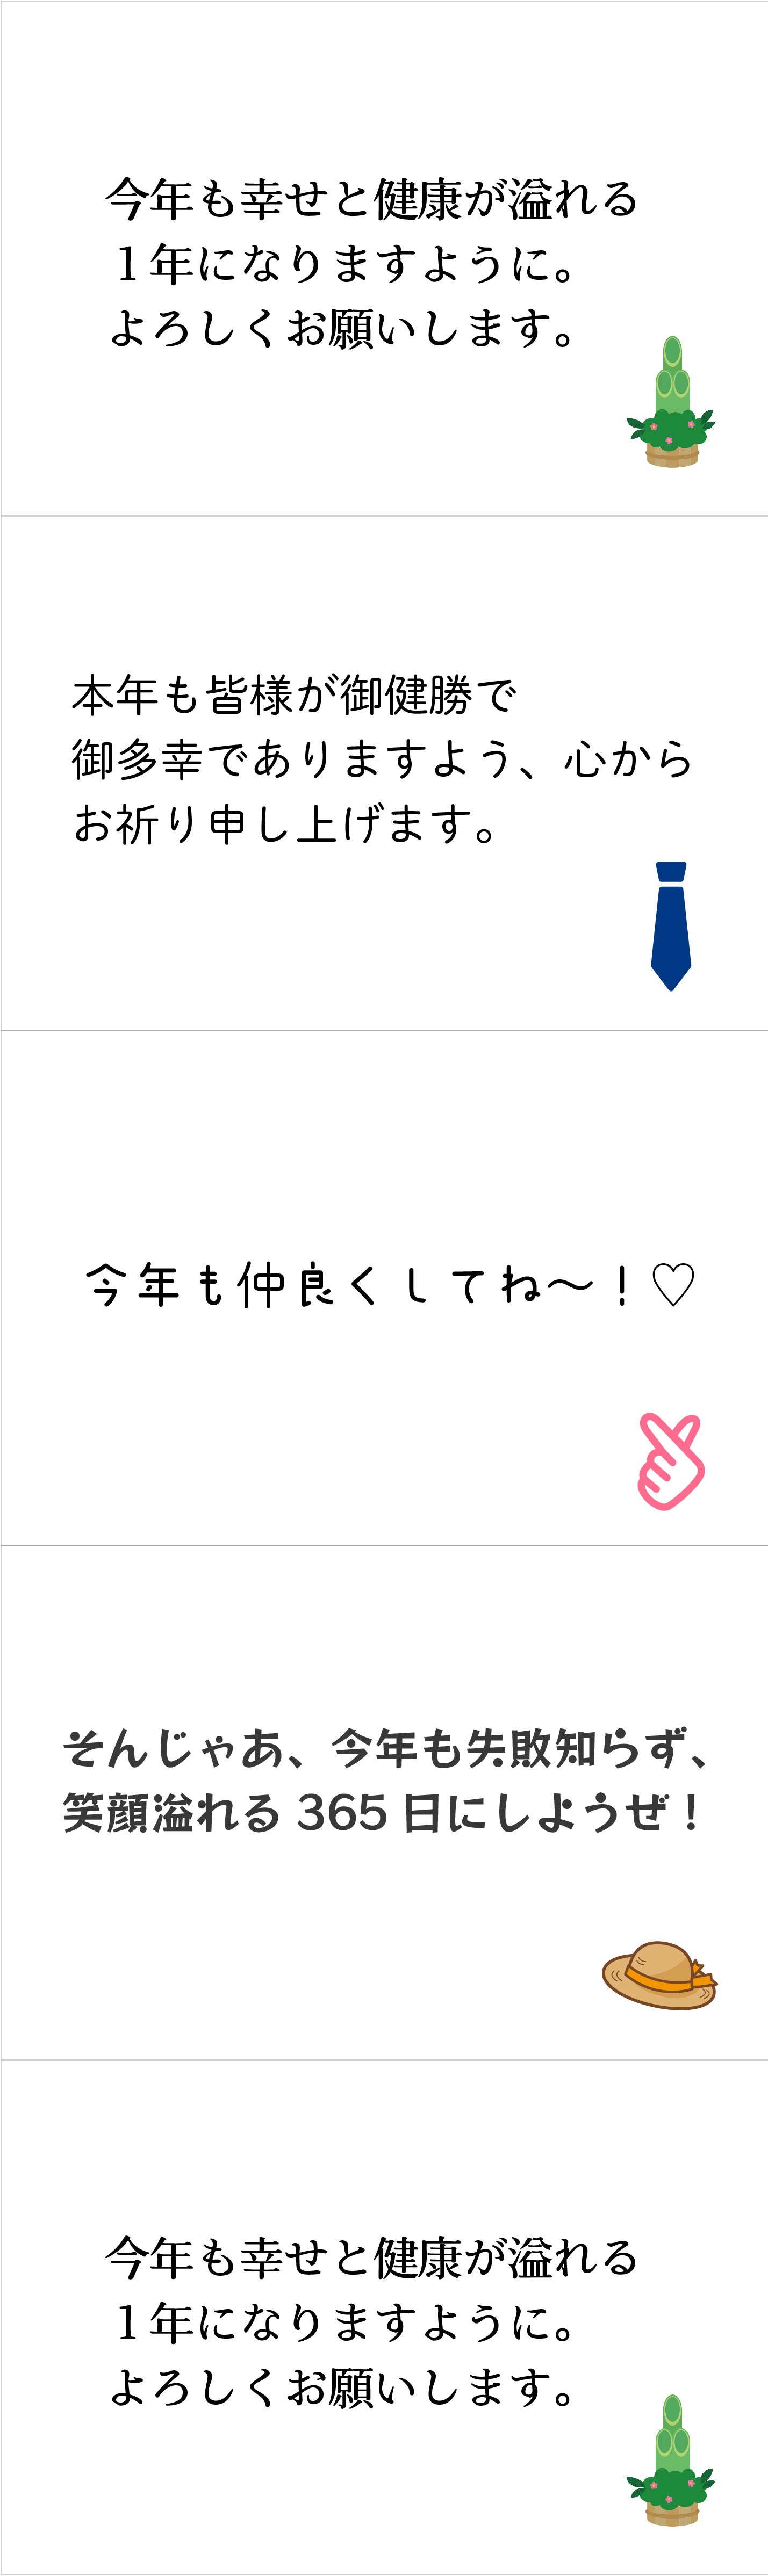 今年も幸せと健康が溢れる
１年になりますように。
よろしくお願いします。
本年も皆様が御健勝で
御多幸でありますよう、心から
お祈り申し上げます。
今年も仲良くしてね〜！♡
そんじゃあ、今年も失敗知らず、
笑顔溢れる 365 日にしようぜ！
今年も幸せと健康が溢れる
１年になりますように。
よろしくお願いします。